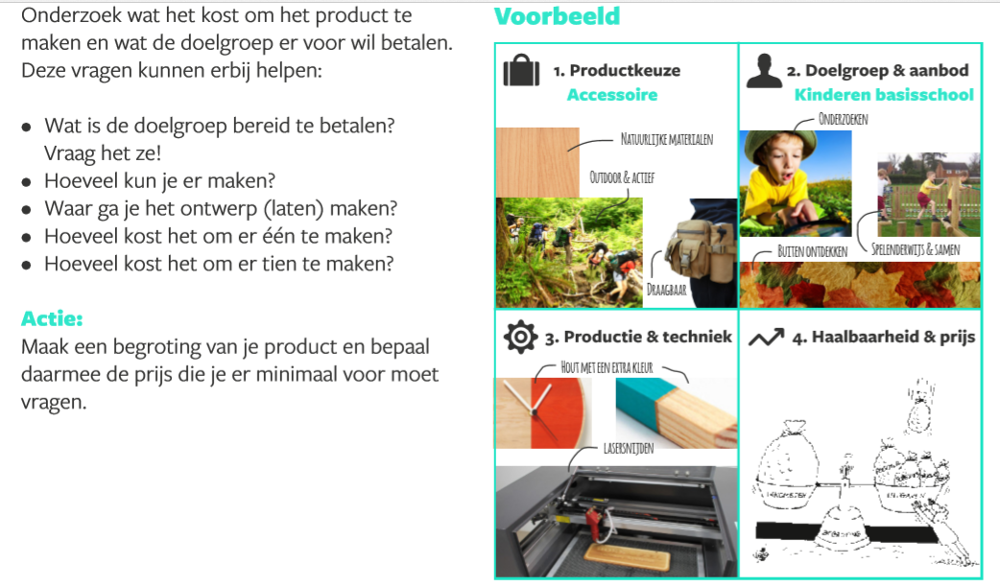 Onderzoek wat het kost om het product te
maken en wat de doelgroep er voor wil betalen.
Deze vragen kunnen erbij helpen:
● Wat is de doelgroep bereid te betalen?
Vraag het ze!
● Hoeveel kun je er maken?
● Waar ga je het ontwerp (laten) maken?
● Hoeveel kost het om er één te maken?
● Hoeveel kost het om er tien te maken?
Actie:
Maak een begroting van je product en bepaal
daarmee de prijs die je er minimaal voor moet
vragen.
Voorbeeld
1. Productkeuze
Accessoire
NATUURLIJKE MATERIALEN
OUTDOOR & ACTIEF
DRAAGBAAR
2. Doelgroep & aanbod
Kinderen basisschool
ONDERZOEKEN
BUITEN ONTDEKKEN
SPELENDERWIJS & SAMEN
3. Productie & techniek
HOUT MET EEN EXTRA KLEUR
LASERSNIJDEN
4. Haalbaarheid & prijs
INKOMSTEN
UITGAVEN